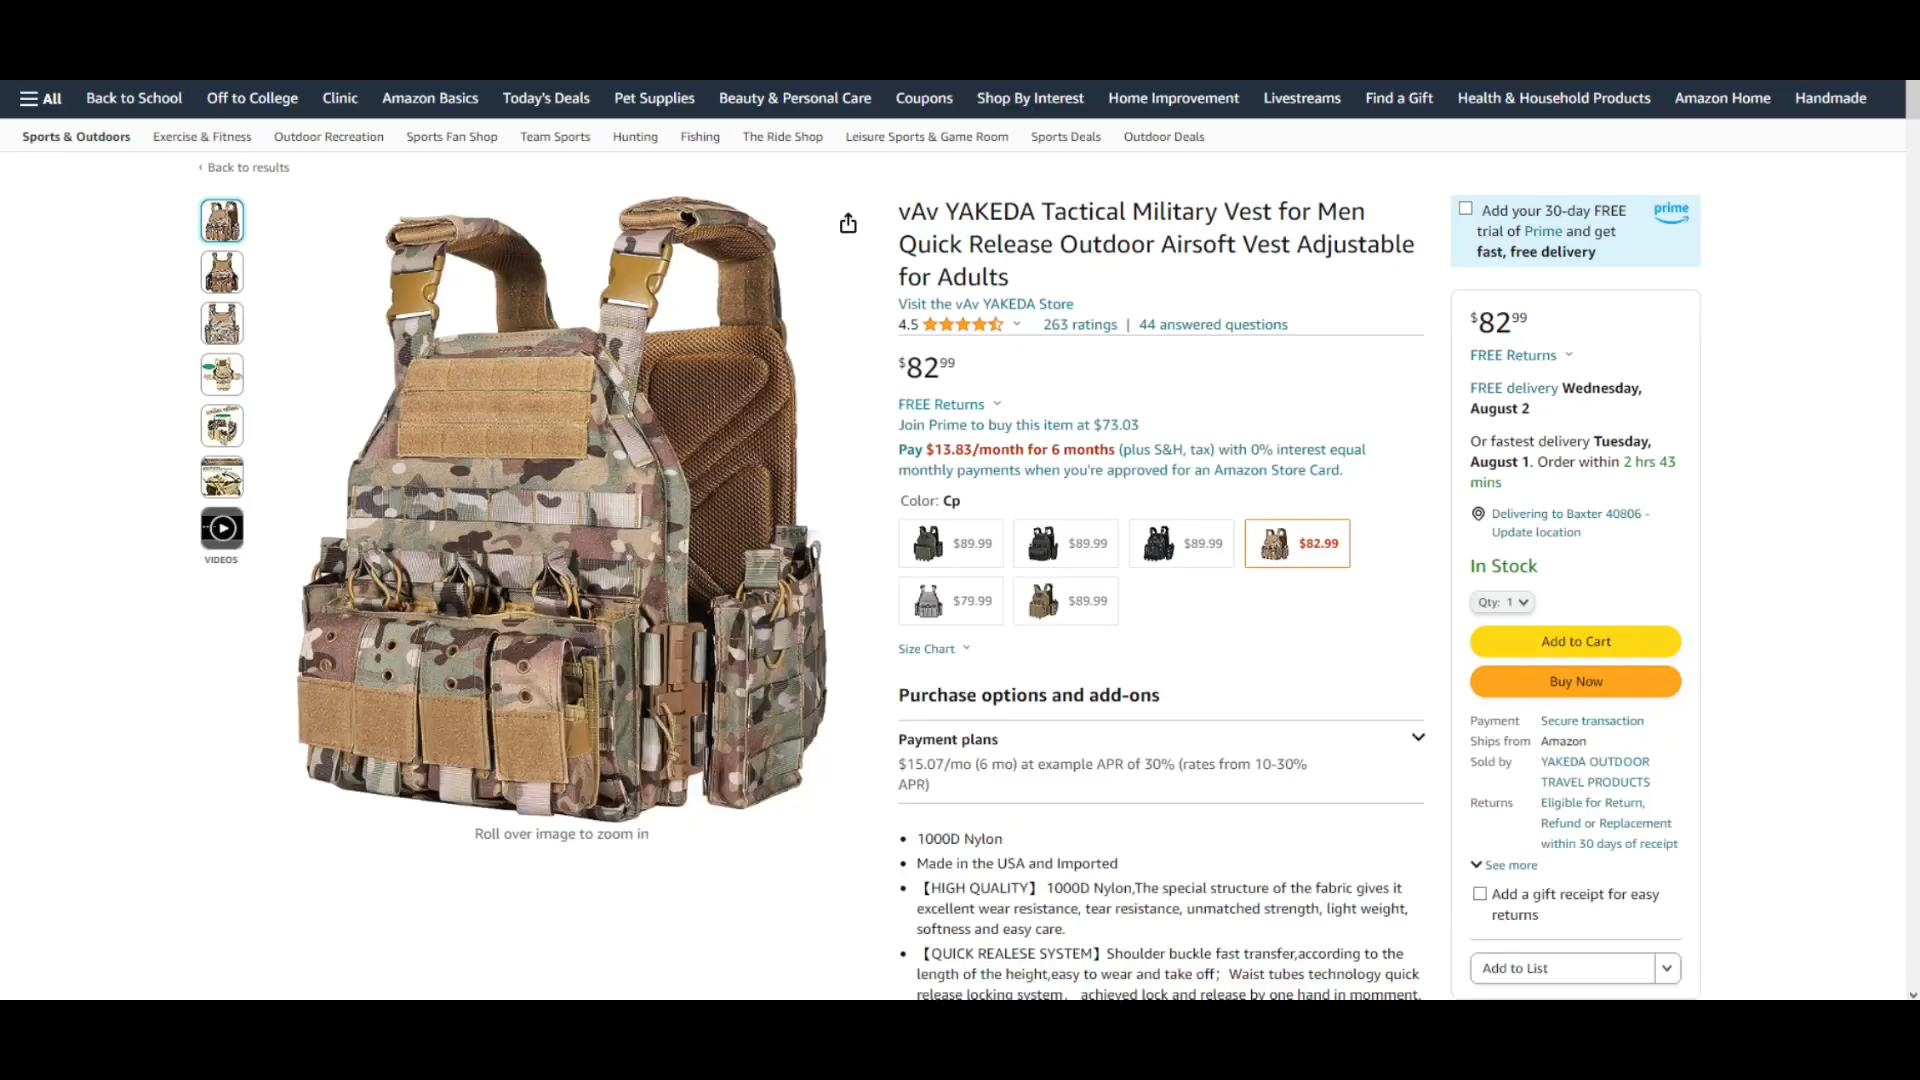 All Back to School Off to College Clinic Amazon Basics Today's Deals Pet Supplies Beauty & Personal Care Coupons Shop By Interest Home Improvement Livestreams Find a Gift Health & Household Products Amazon Home Handmade
Sports & Outdoors Exercise & Fitness Outdoor Recreation Sports Fan Shop Team Sports Hunting Fishing The Ride Shop Leisure Sports & Game Room Sports Deals Outdoor Deals
‹ Back to results
VIDEOS
Roll over image to zoom in
vAv YAKEDA Tactical Military Vest for Men
Quick Release Outdoor Airsoft Vest Adjustable
for Adults
Visit the vAv YAKEDA Store
4.5 263 ratings | 44 answered questions
$82 99
FREE Returns
Join Prime to buy this item at $73.03
Pay $13.83/month for 6 months (plus S&H, tax) with 0% interest equal
monthly payments when you're approved for an Amazon Store Card.
Color: Cp
$89.99 $89.99 $89.99 $82.99
$79.99 $89.99
Size Chart
Purchase options and add-ons
Payment plans
$15.07/mo (6 mo) at example APR of 30% (rates from 10-30%
APR)
• 1000D Nylon
• Made in the USA and Imported
• 【HIGH QUALITY】 1000D Nylon,The special structure of the fabric gives it
excellent wear resistance, tear resistance, unmatched strength, light weight,
softness and easy care.
• 【QUICK REALESE SYSTEM】Shoulder buckle fast transfer,according to the
length of the height,easy to wear and take off；Waist tubes technology quick
release locking system， achieved lock and release by one hand in momment.
Add your 30-day FREE
trial of Prime and get
fast, free delivery
prime
$82 99
FREE Returns
FREE delivery Wednesday,
August 2
Or fastest delivery Tuesday,
August 1. Order within 2 hrs 43
mins
Delivering to Baxter 40806 -
Update location
In Stock
Qty: 1
Add to Cart
Buy Now
Payment Secure transaction
Ships from Amazon
Sold by YAKEDA OUTDOOR
TRAVEL PRODUCTS
Returns Eligible for Return,
Refund or Replacement
within 30 days of receipt
See more
Add a gift receipt for easy
returns
Add to List